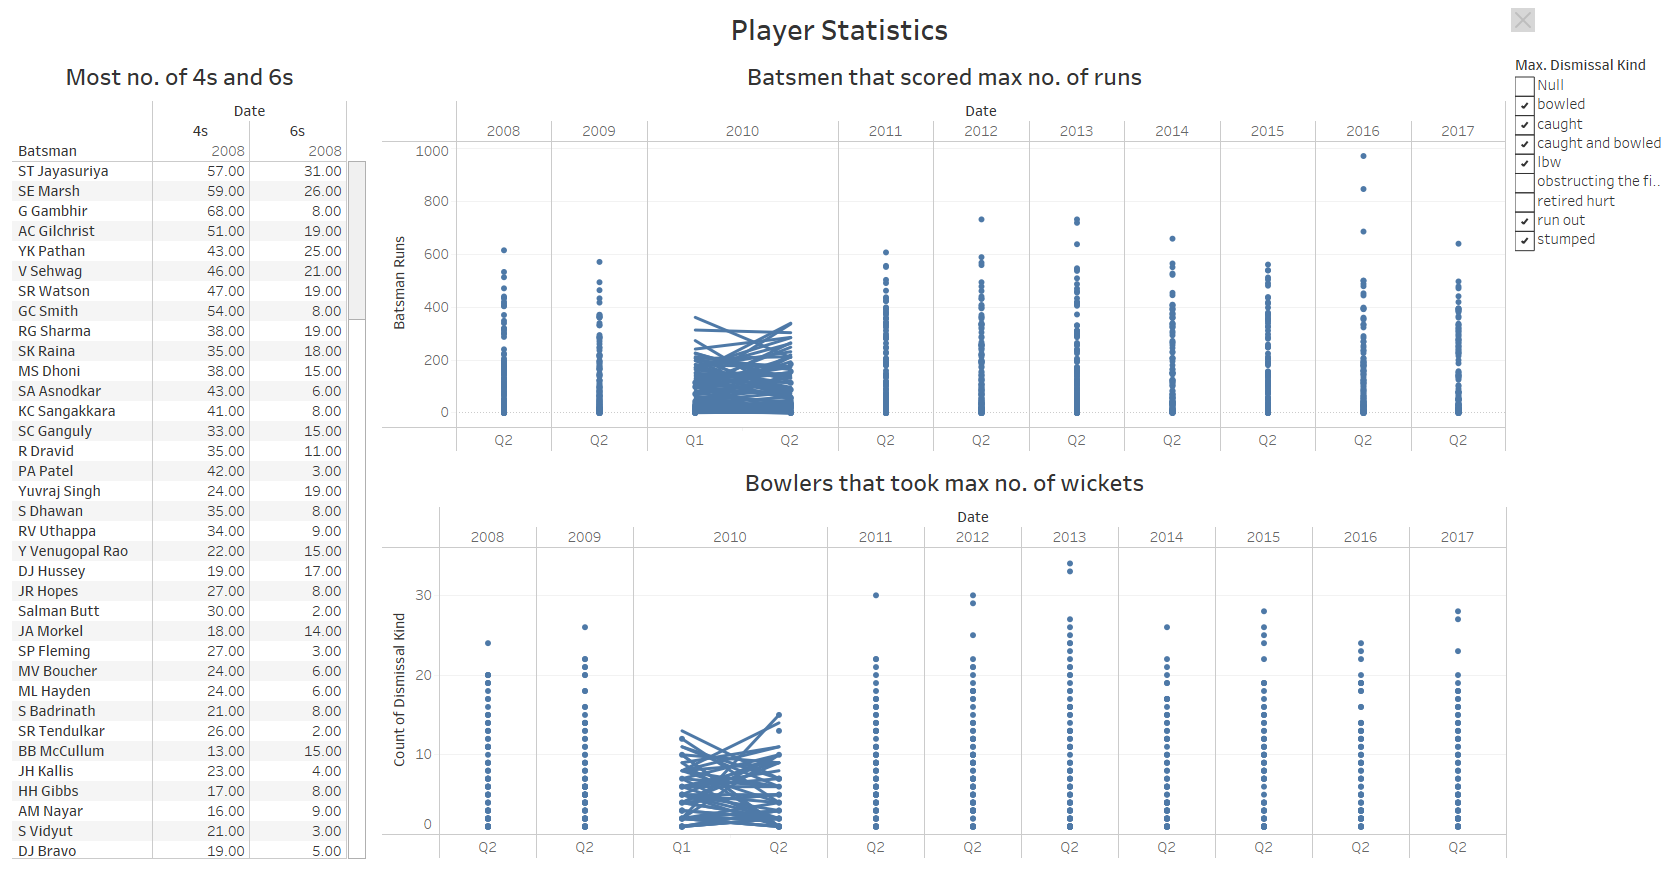 Player Statistics
Most no. of 4s and 6s
Date
4s 6s
Batsman 2008 2008
ST Jayasuriya 57.00 31.00
SE Marsh 59.00 26.00
G Gambhir 68.00 8.00
AC Gilchrist 51.00 19.00
YK Pathan 43.00 25.00
V Sehwag 46.00 21.00
SR Watson 47.00 19.00
GC Smith 54.00 8.00
RG Sharma 38.00 19.00
SK Raina 35.00 18.00
MS Dhoni 38.00 15.00
SA Asnodkar 43.00 6.00
KC Sangakkara 41.00 8.00
SC Ganguly 33.00 15.00
R Dravid 35.00 11.00
PA Patel 42.00 3.00
Yuvraj Singh 24.00 19.00
S Dhawan 35.00 8.00
RV Uthappa 34.00 9.00
Y Venugopal Rao 22.00 15.00
DJ Hussey 19.00 17.00
JR Hopes 27.00 8.00
Salman Butt 30.00 2.00
JA Morkel 18.00 14.00
SP Fleming 27.00 3.00
MV Boucher 24.00 6.00
ML Hayden 24.00 6.00
S Badrinath 21.00 8.00
SR Tendulkar 26.00 2.00
BB McCullum 13.00 15.00
JH Kallis 23.00 4.00
HH Gibbs 17.00 8.00
AM Nayar 16.00 9.00
S Vidyut 21.00 3.00
DJ Bravo 19.00 5.00
Batsmen that scored max no. of runs
Date
2008 2009 2010 2011 2012 2013 2014 2015 2016 2017
Batsman Runs
1000
800
600
400
200
0
Q2 Q2 Q1 Q2 Q2 Q2 Q2 Q2 Q2 Q2 Q2
Bowlers that took max no. of wickets
Date
2008 2009 2010 2011 2012 2013 2014 2015 2016 2017
Count of Dismissal Kind
30
20
10
0
Q2 Q2 Q1 Q2 Q2 Q2 Q2 Q2 Q2 Q2 Q2
Max. Dismissal Kind
Null
bowled
caught
caught and bowled
lbw
obstructing the fi..
retired hurt
run out
stumped